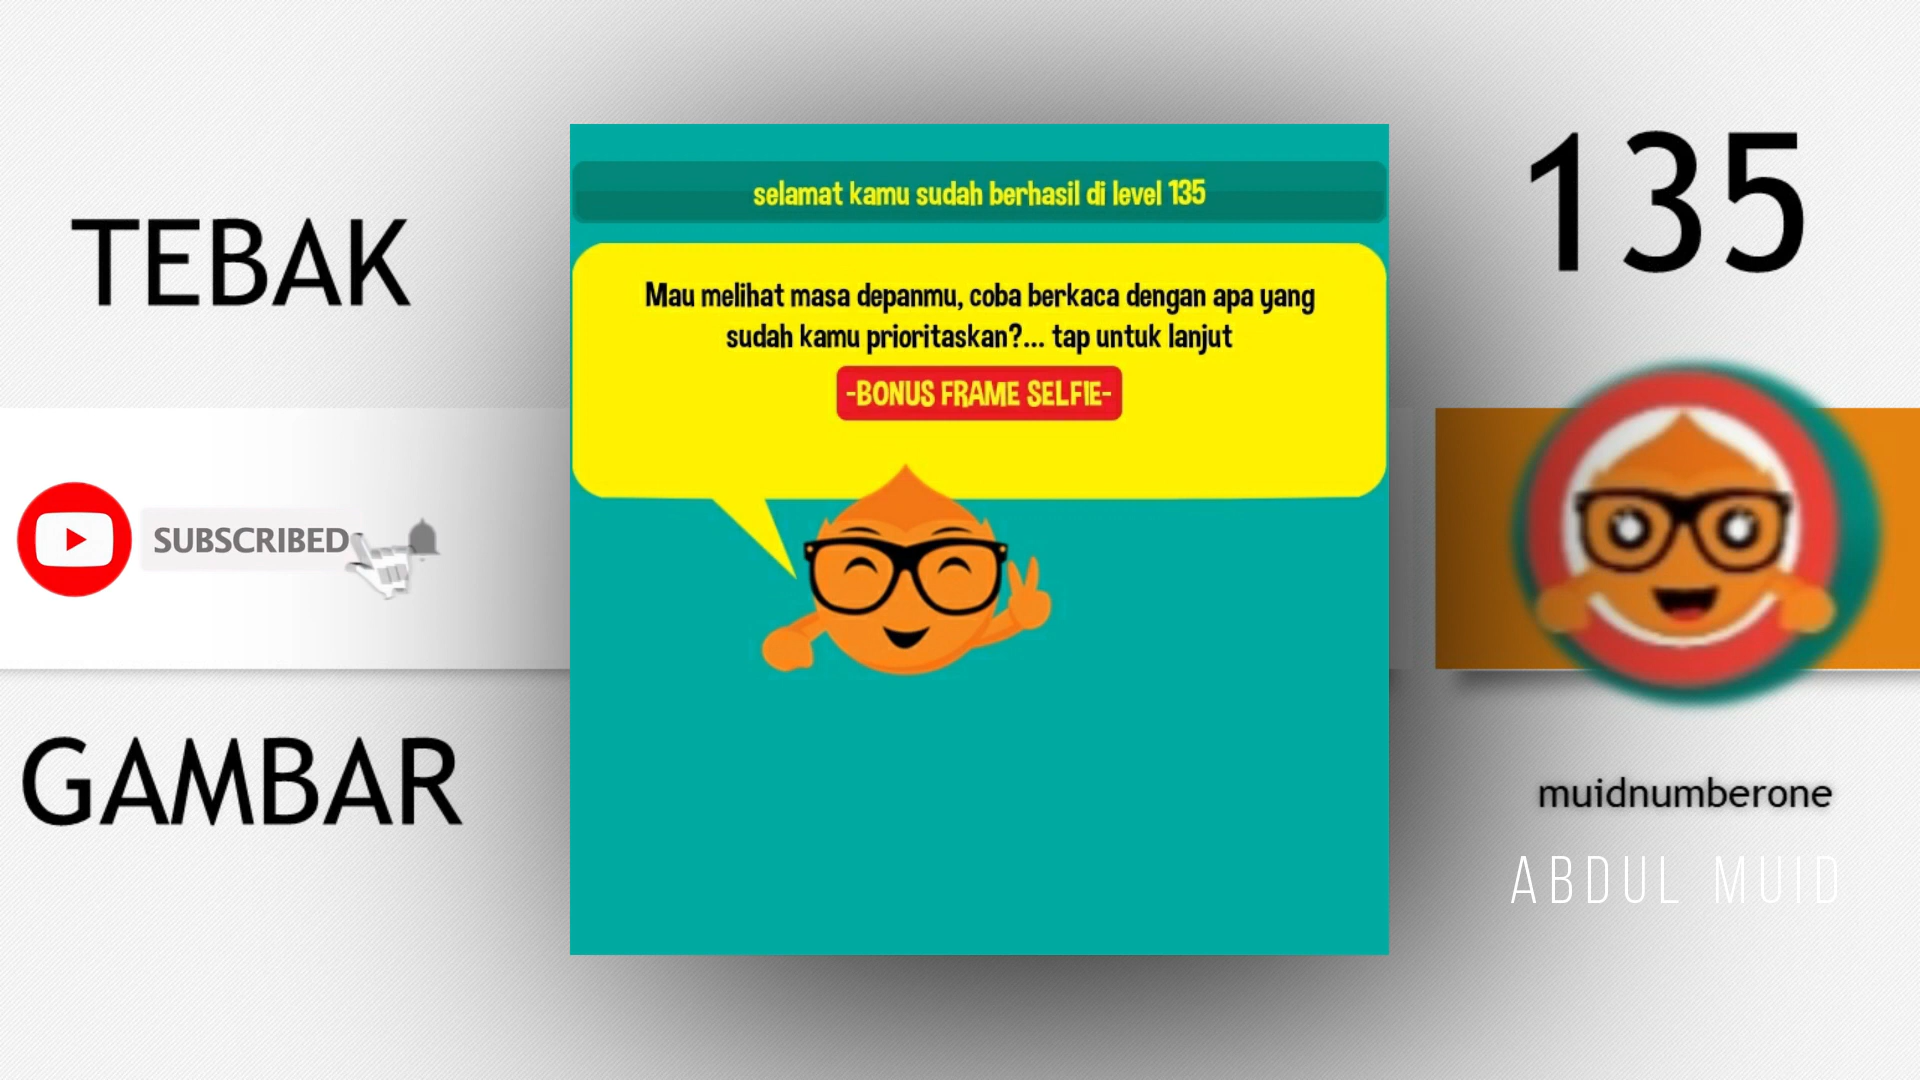 TEBAK
GAMBAR
SUBSCRIBED
selamat kamu sudah berhasil di level 135
Mau melihat masa depanmu, coba berkaca dengan apa yang
sudah kamu prioritaskan?... tap untuk lanjut
-BONUS FRAME SELFIE-
135
muidnumberone
ABDUL MUID